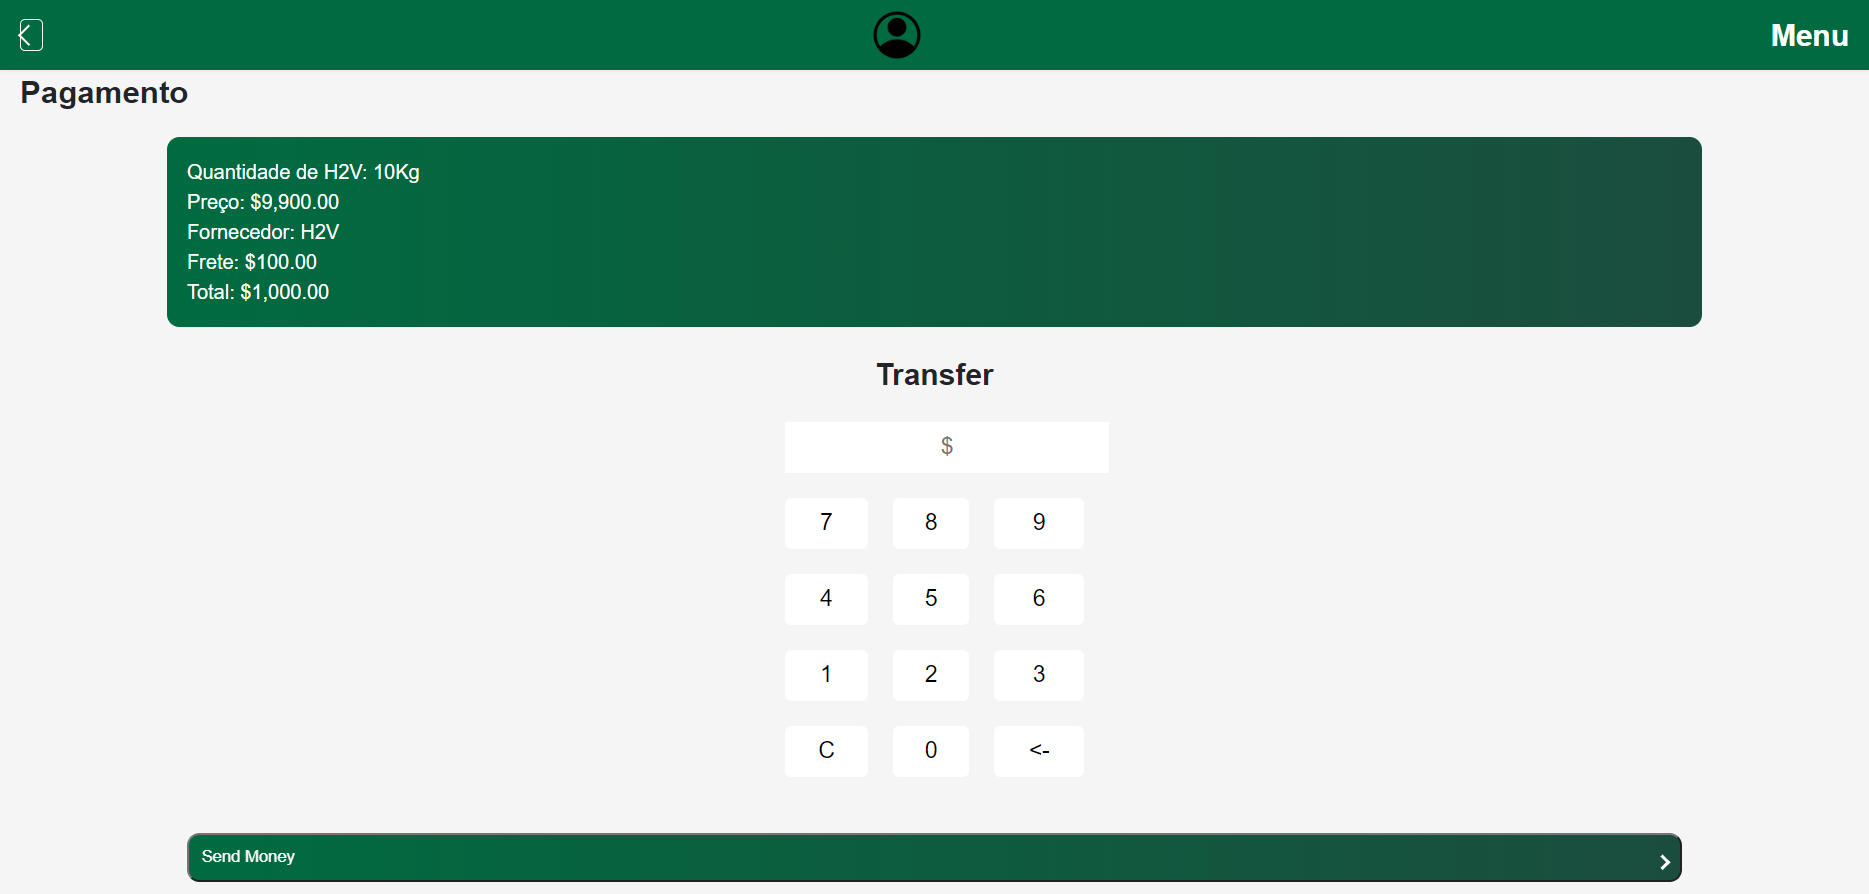 Menu
Pagamento
Quantidade de H2V: 10Kg
Preço: $9,900.00
Fornecedor: H2V
Frete: $100.00
Total: $1,000.00
Transfer
$
7 8 9
4 5 6
1 2 3
C 0 <-
Send Money